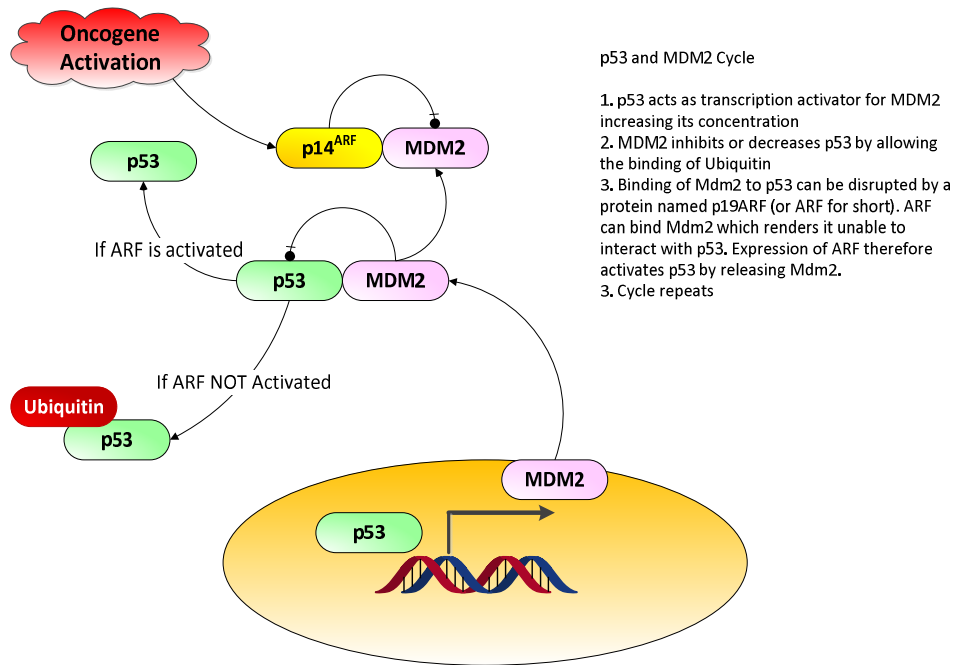 Oncogene
Activation
p14ARF
MDM2
p53
If ARF is activated
p53
MDM2
If ARF NOT Activated
Ubiquitin
p53
MDM2
p53
p53 and MDM2 Cycle
1. p53 acts as transcription activator for MDM2
increasing its concentration
2. MDM2 inhibits or decreases p53 by allowing
the binding of Ubiquitin
3. Binding of Mdm2 to p53 can be disrupted by a
protein named p19ARF (or ARF for short). ARF
can bind Mdm2 which renders it unable to
interact with p53. Expression of ARF therefore
activates p53 by releasing Mdm2.
3. Cycle repeats